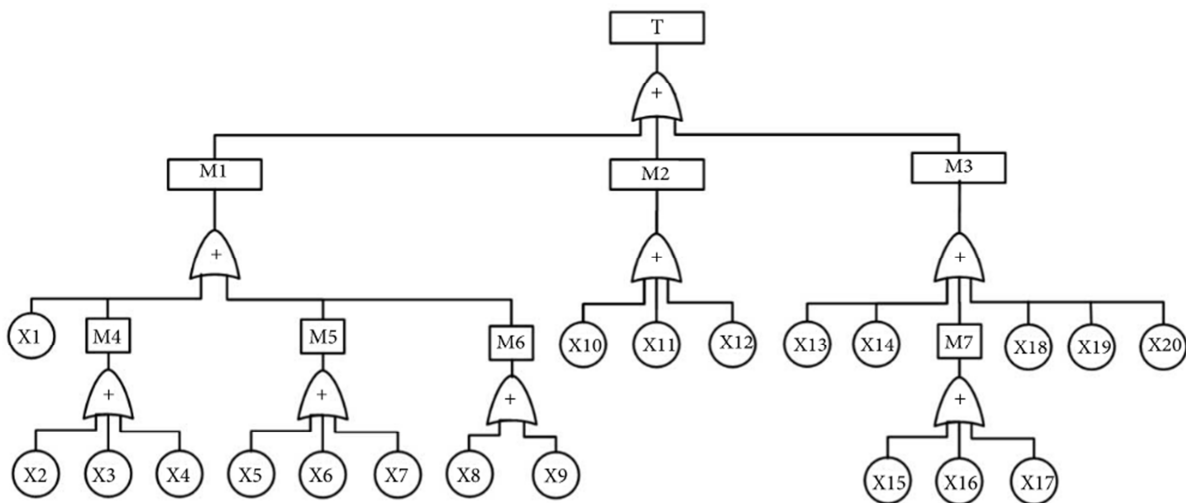 T
+
M1 M2 M3
+ + +
X1 M4 M5 M6 X10 X11 X12 X13 X14 M7 X18 X19 X20
+ + + +
X2 X3 X4 X5 X6 X7 X8 X9 X15 X16 X17